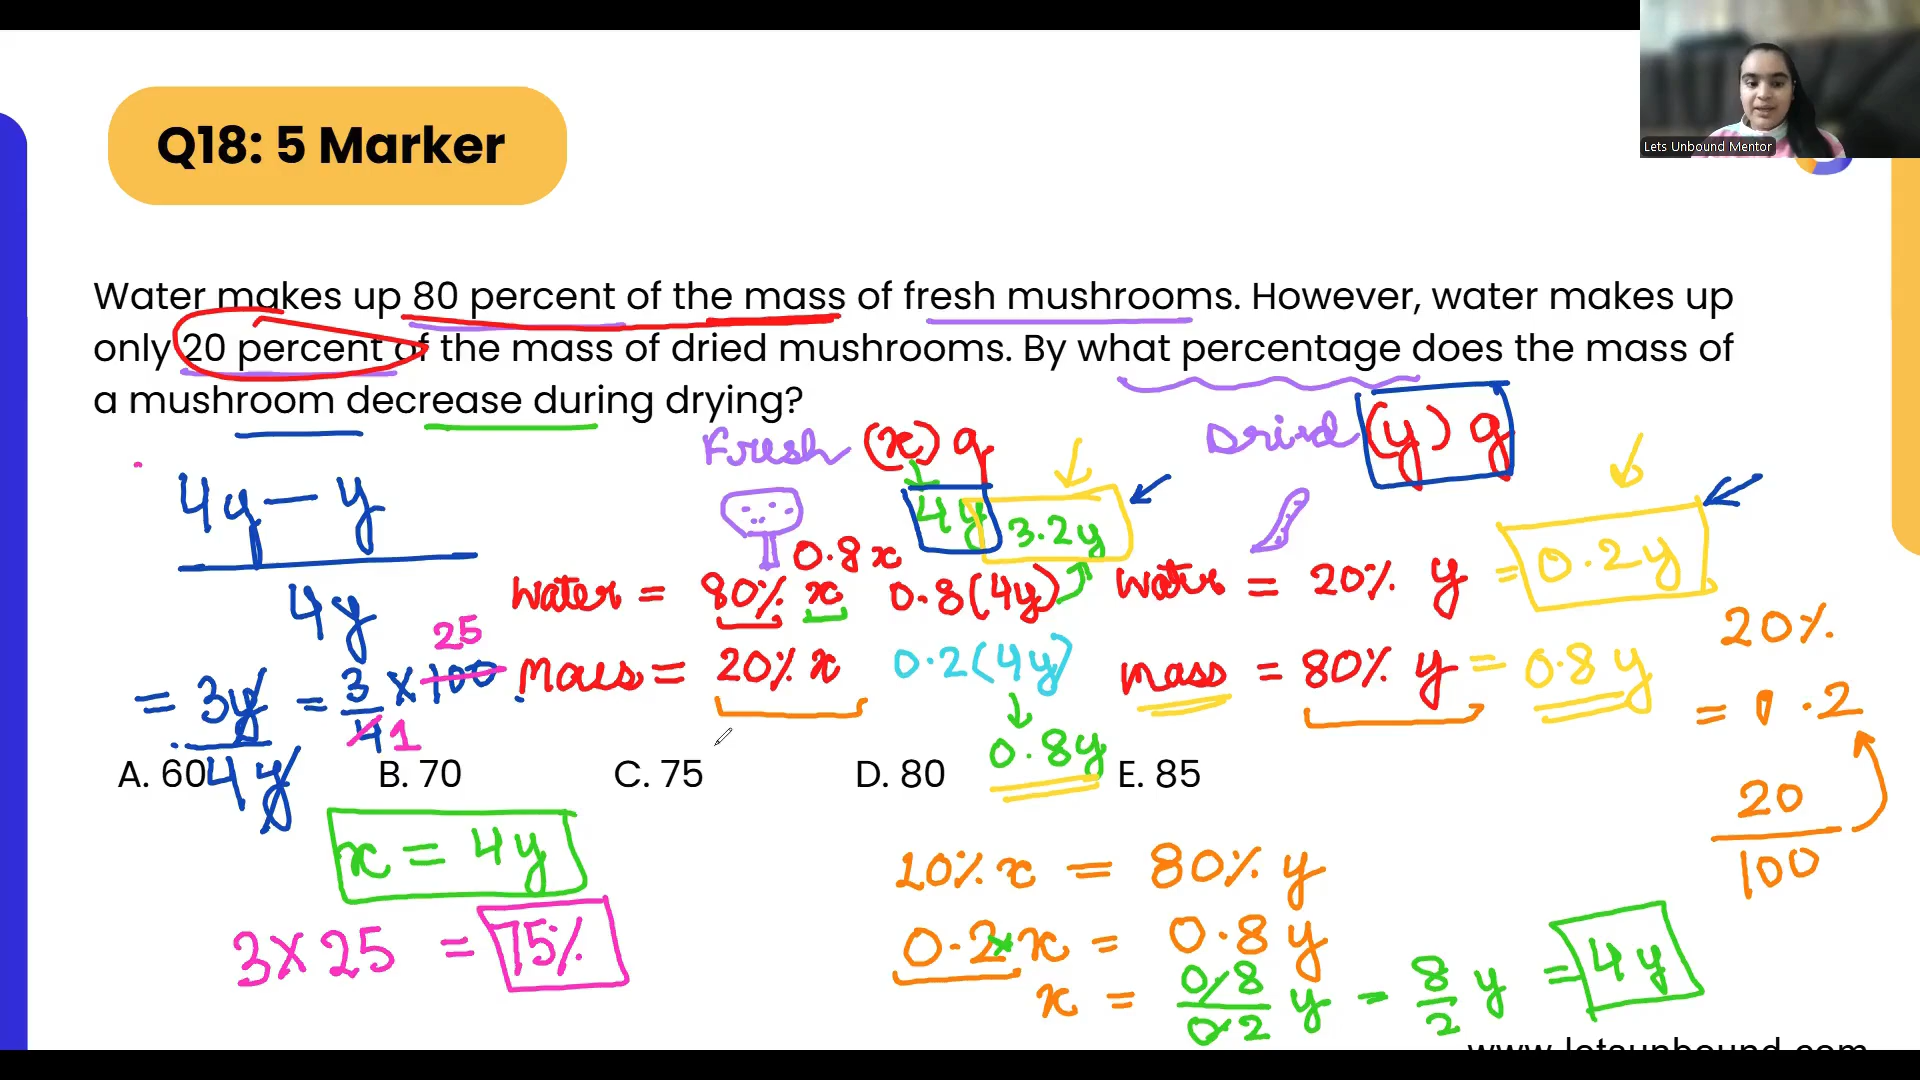 Lets Unbound Mentor
Q18: 5 Marker
Water makes up 80 percent of the mass of fresh mushrooms. However, water makes up
only 20 percent of the mass of dried mushrooms. By what percentage does the mass of
a mushroom decrease during drying?
Fresh (x) g
Dried (y) g
4y — y
4y
4y 3.2y
0.8x
water = 80% x 0.8(4y)
water = 20% y = 0.2y
mass = 20% x 0.2(4y)
mass = 80% y = 0.8y
0.8y
20%
= 0.2
20
100
= 3y = 3 × 100 25
4y 4 1
A. 60 B. 70 C. 75 D. 80 E. 85
x = 4y
3 × 25 = 75%
20% x = 80% y
0.2 × x = 0.8 y
x = 0.8 y = 8 y = 4y
0.2 2
www.letsunbound.com